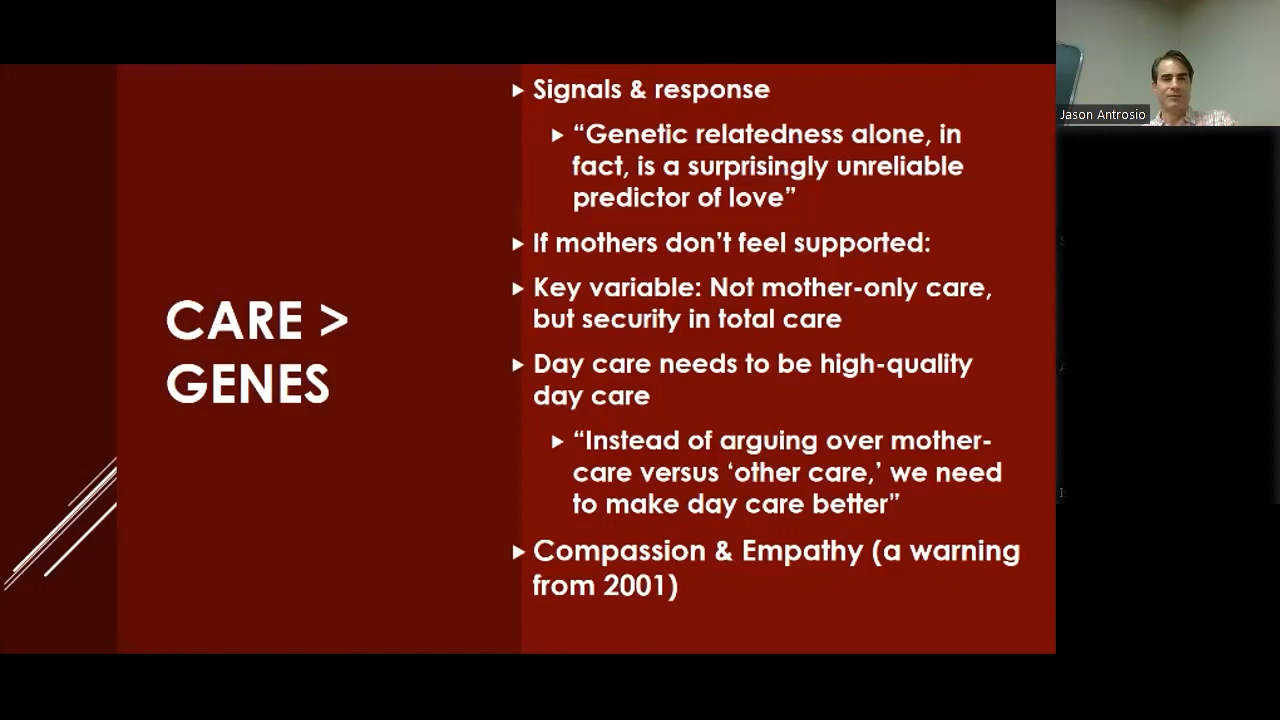 CARE >
GENES
Signals & response
“Genetic relatedness alone, in
fact, is a surprisingly unreliable
predictor of love”
If mothers don’t feel supported:
Key variable: Not mother-only care,
but security in total care
Day care needs to be high-quality
day care
“Instead of arguing over mother-
care versus ‘other care,’ we need
to make day care better”
Compassion & Empathy (a warning
from 2001)
Jason Antrosio